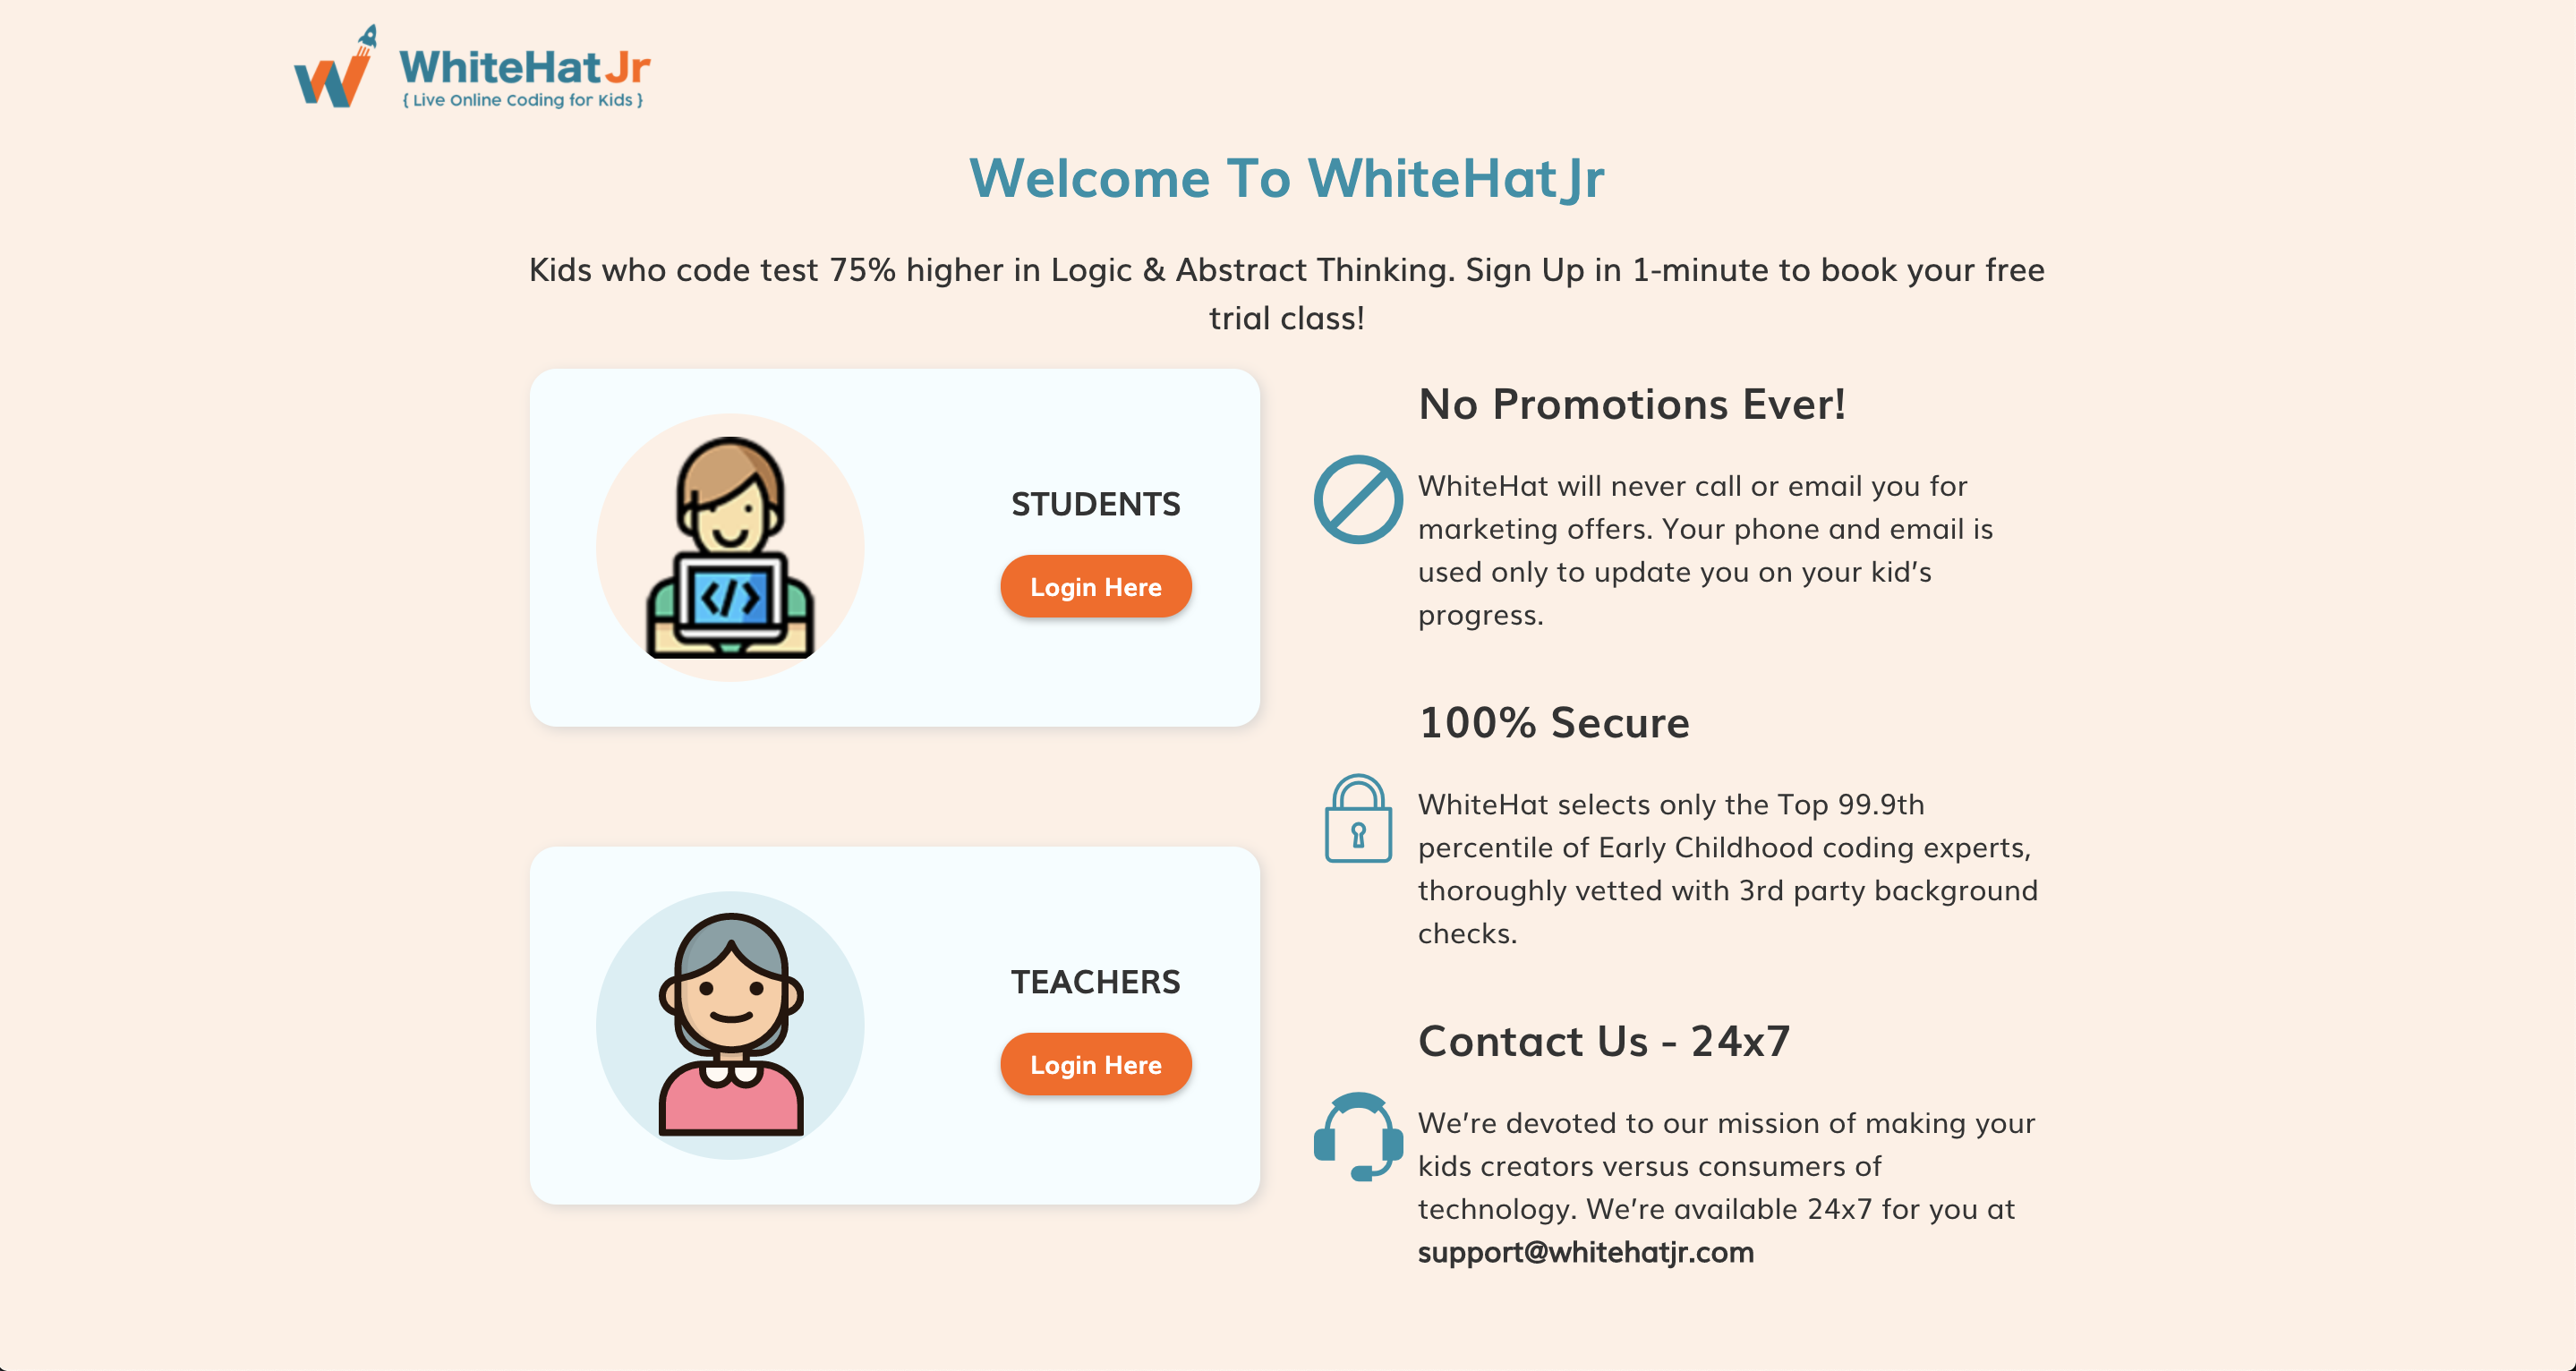 WhiteHat Jr
{ Live Online Coding for Kids }
Welcome To WhiteHatJr
Kids who code test 75% higher in Logic & Abstract Thinking. Sign Up in 1-minute to book your free
trial class!
STUDENTS
Login Here
TEACHERS
Login Here
No Promotions Ever!
WhiteHat will never call or email you for
marketing offers. Your phone and email is
used only to update you on your kid’s
progress.
100% Secure
WhiteHat selects only the Top 99.9th
percentile of Early Childhood coding experts,
thoroughly vetted with 3rd party background
checks.
Contact Us - 24x7
We’re devoted to our mission of making your
kids creators versus consumers of
technology. We’re available 24x7 for you at
support@whitehatjr.com